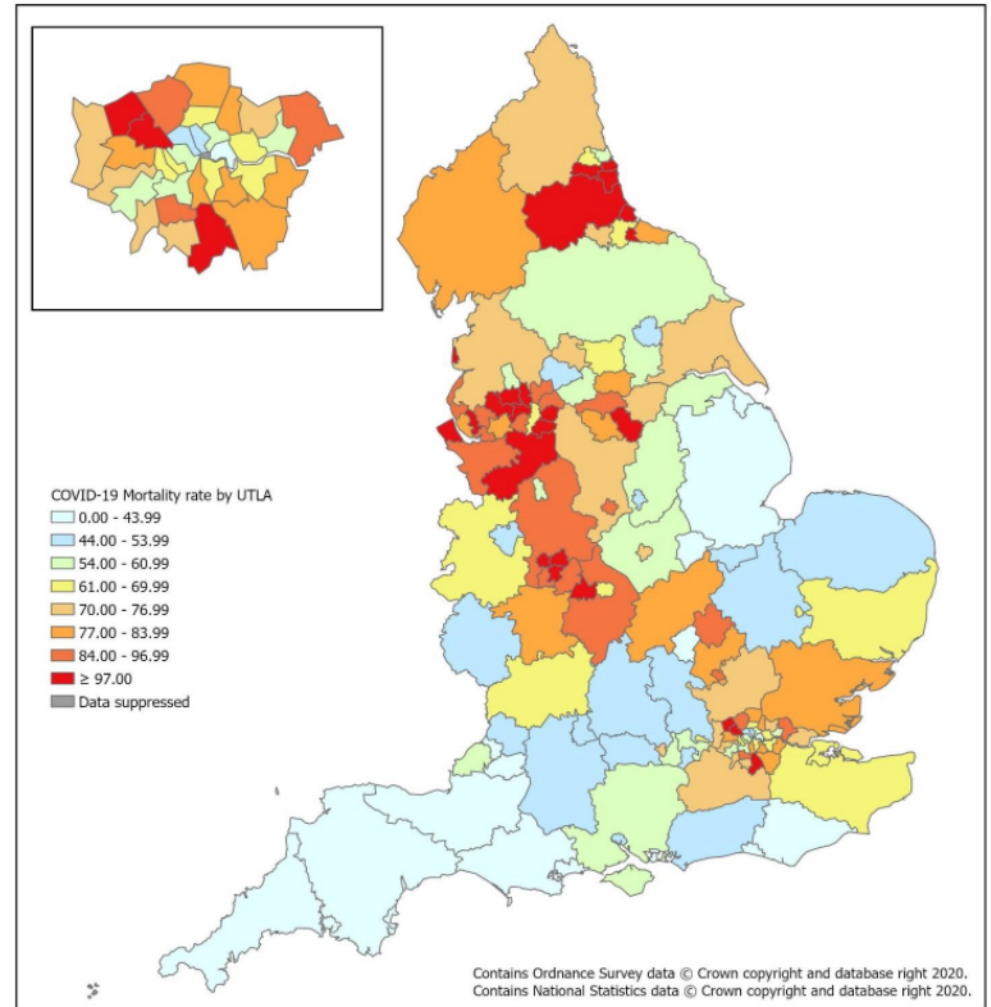 COVID-19 Mortality rate by UTLA
0.00 - 43.99
44.00 - 53.99
54.00 - 60.99
61.00 - 69.99
70.00 - 76.99
77.00 - 83.99
84.00 - 96.99
≥ 97.00
Data suppressed
Contains Ordnance Survey data © Crown copyright and database right 2020.
Contains National Statistics data © Crown copyright and database right 2020.